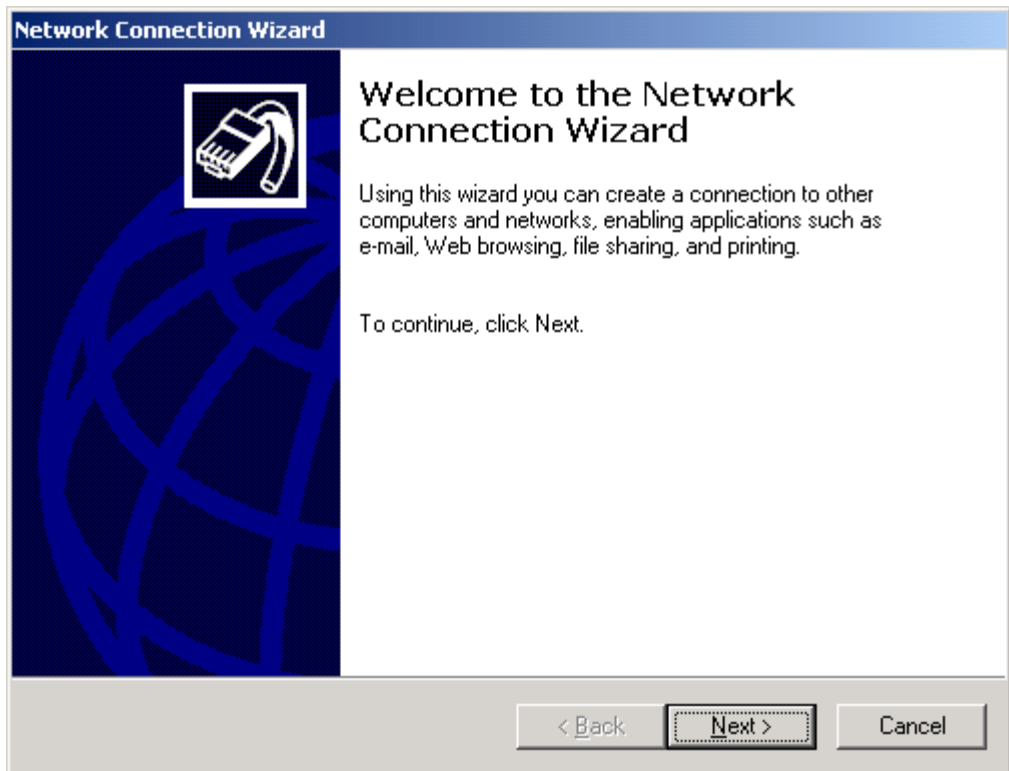 Network Connection Wizard
Welcome to the Network
Connection Wizard
Using this wizard you can create a connection to other
computers and networks, enabling applications such as
e-mail, Web browsing, file sharing, and printing.
To continue, click Next.
< Back
Next >
Cancel